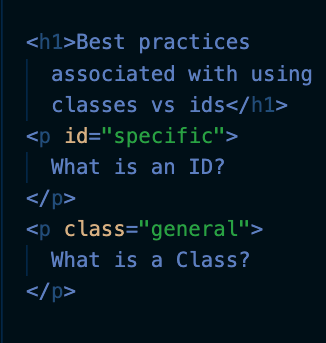 <h1>Best practices
associated with using
classes vs ids</h1>
<p id="specific">
What is an ID?
</p>
<p class="general">
What is a Class?
</p>